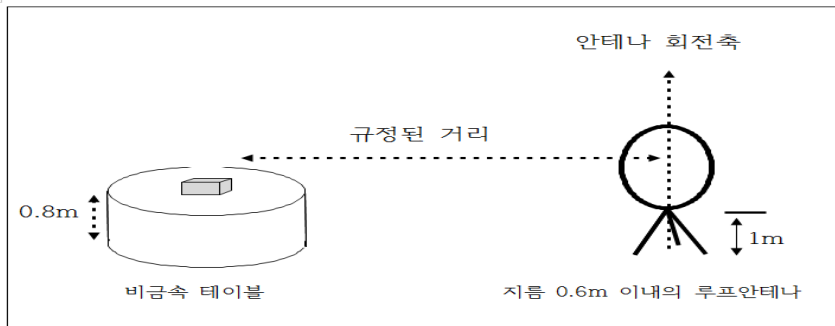 안테나 회전축
규정된 거리
0.8m
1m
비금속 테이블
지름 0.6m 이내의 루프안테나